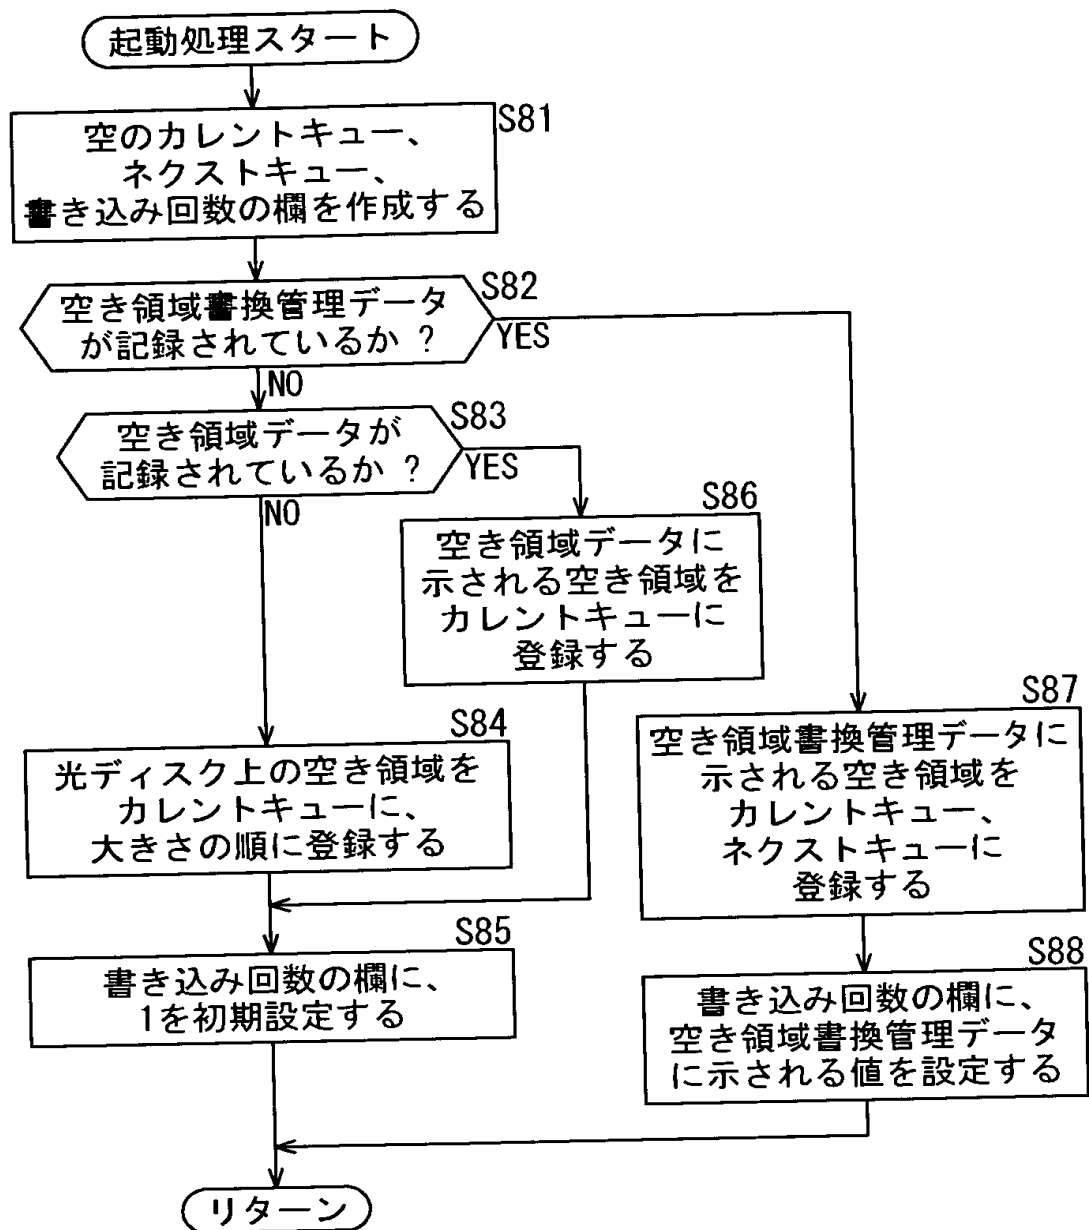 起動処理スタート
S81
空のカレントキュー、
ネクストキュー、
書き込み回数の欄を作成する
S82
空き領域書換管理データ
が記録されているか ?
YES
NO
S83
空き領域データが
記録されているか ?
YES
NO
S86
空き領域データに
示される空き領域を
カレントキューに
登録する
S84
光ディスク上の空き領域を
カレントキューに、
大きさの順に登録する
S87
空き領域書換管理データに
示される空き領域を
カレントキュー、
ネクストキューに
登録する
S85
書き込み回数の欄に、
1を初期設定する
S88
書き込み回数の欄に、
空き領域書換管理データ
に示される値を設定する
リターン